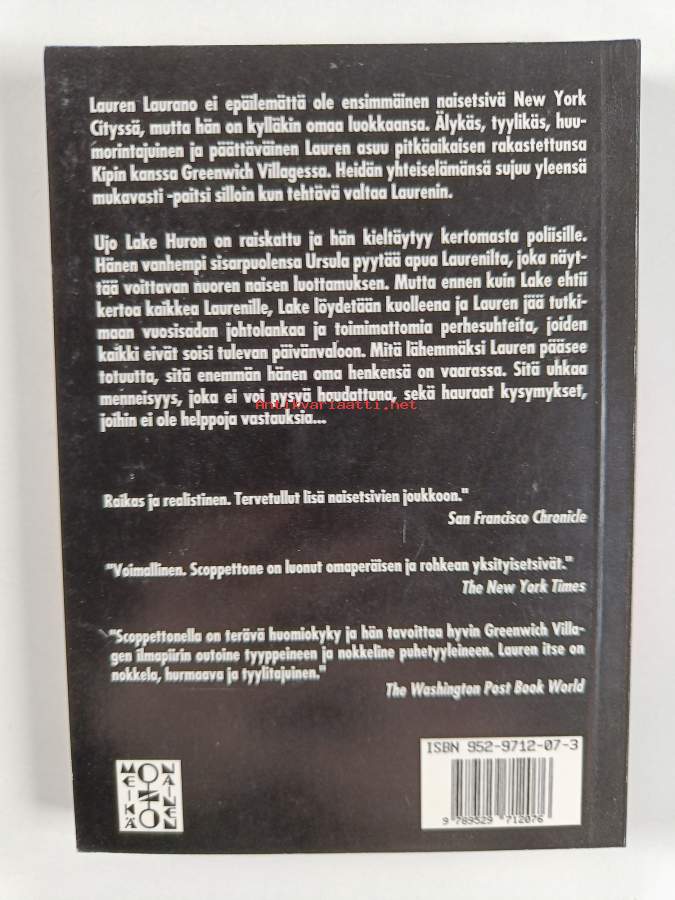 Lauren Laurano ei epäilemättä ole ensimmäinen naisetsivä New York
Cityssä, mutta hän on kylläkin omaa luokkaansa. Älykäs, tyylikäs, huu-
morintajuinen ja päättäväinen Lauren asuu pitkäaikaisen rakastettunsa
Kipin kanssa Greenwich Villagessa. Heidän yhteiselämänsä sujuu yleensä
mukavasti -paitsi silloin kun tehtävä valtaa Laurenin.
Ujo Lake Huron on raiskattu ja hän kieltäytyy kertomasta poliisille.
Hänen vanhempi sisarpuolensa Ursula pyytää apua Laurenilta, joka näyt-
tää voittavan nuoren naisen luottamuksen. Mutta ennen kuin Lake ehtii
kertoa kaikkea Laurenille, Lake löydetään kuolleena ja Lauren jää tutki-
maan vuosisadan johtolankaa ja toimimattomia perhesuhteita, joiden
kaikki eivät soisi tulevan päivänvaloon. Mitä lähemmäksi Lauren pääsee
totuutta, sitä enemmän hänen oma henkensä on vaarassa. Sitä uhkaa
menneisyys, joka ei voi pysyä haudattuna, sekä hauraat kysymykset,
Antikvariaatti.net
joihin ei ole helppoja vastauksia...
Raikas ja realistinen. Tervetullut lisä naisetsivien joukkoon."
San Francisco Chronicle
"Voimallinen. Scoppettone on luonut omaperäisen ja rohkean yksityisetsivät."
The New York Times
"Scoppettonella on terävä huomiokyky ja hän tavoittaa hyvin Greenwich Villa-
gen ilmapiirin outoine tyyppeineen ja nokkeline puhetyyleineen. Lauren itse on
nokkela, hurmaava ja tyylitajuinen."
The Washington Post Book World
ISBN 952-9712-07-3
9 789529 712076
MEIKÄ
NAINEN